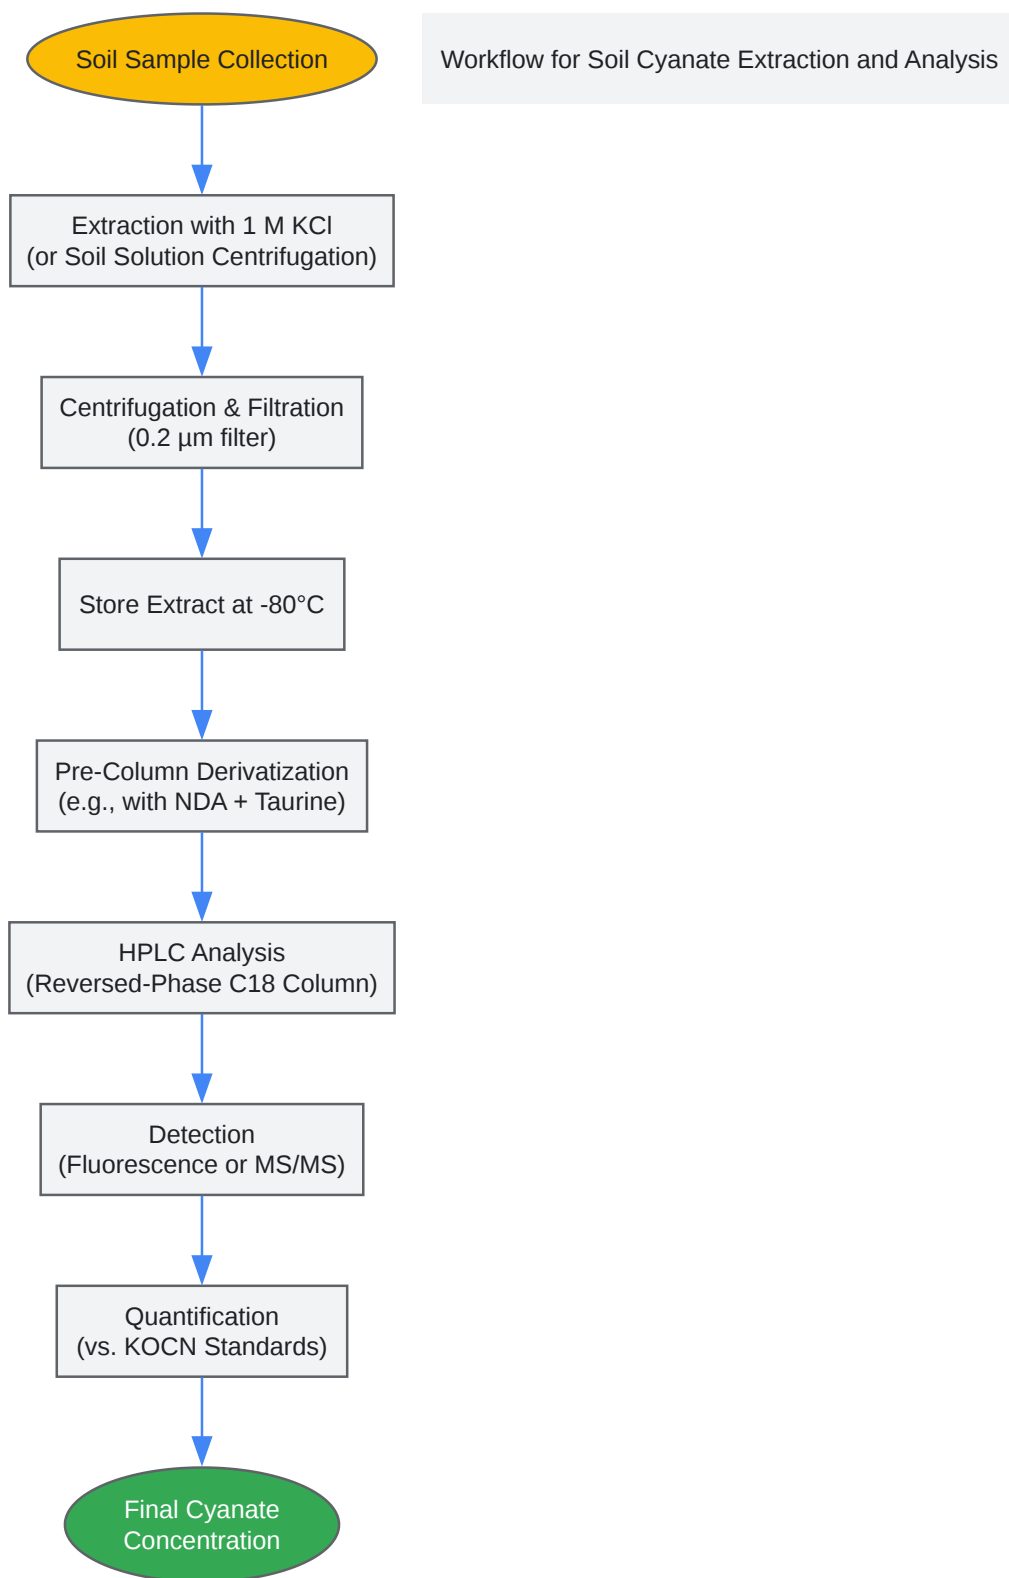 Soil Sample Collection
Workflow for Soil Cyanate Extraction and Analysis
Extraction with 1 M KCl
(or Soil Solution Centrifugation)
Centrifugation & Filtration
(0.2 µm filter)
Store Extract at -80°C
Pre-Column Derivatization
(e.g., with NDA + Taurine)
HPLC Analysis
(Reversed-Phase C18 Column)
Detection
(Fluorescence or MS/MS)
Quantification
(vs. KOCN Standards)
Final Cyanate
Concentration